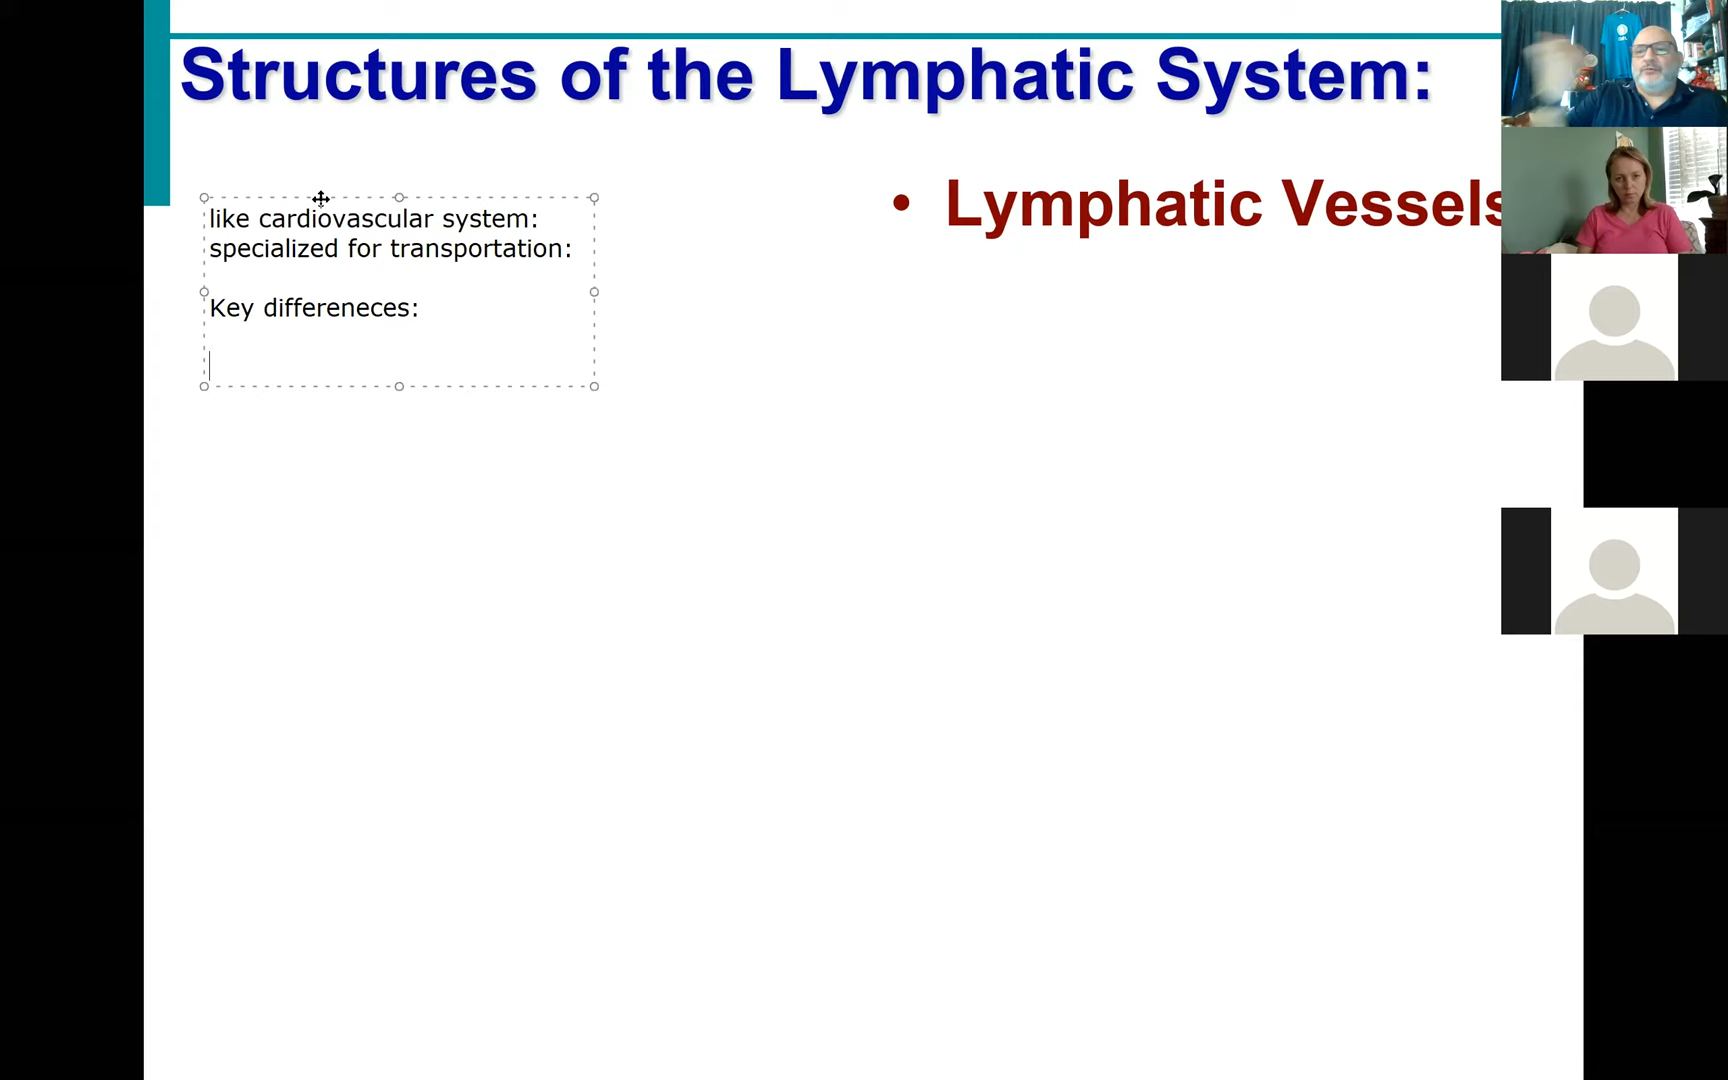 Structures of the Lymphatic System:
like cardiovascular system:
specialized for transportation:
Key differeneces:
• Lymphatic Vessels